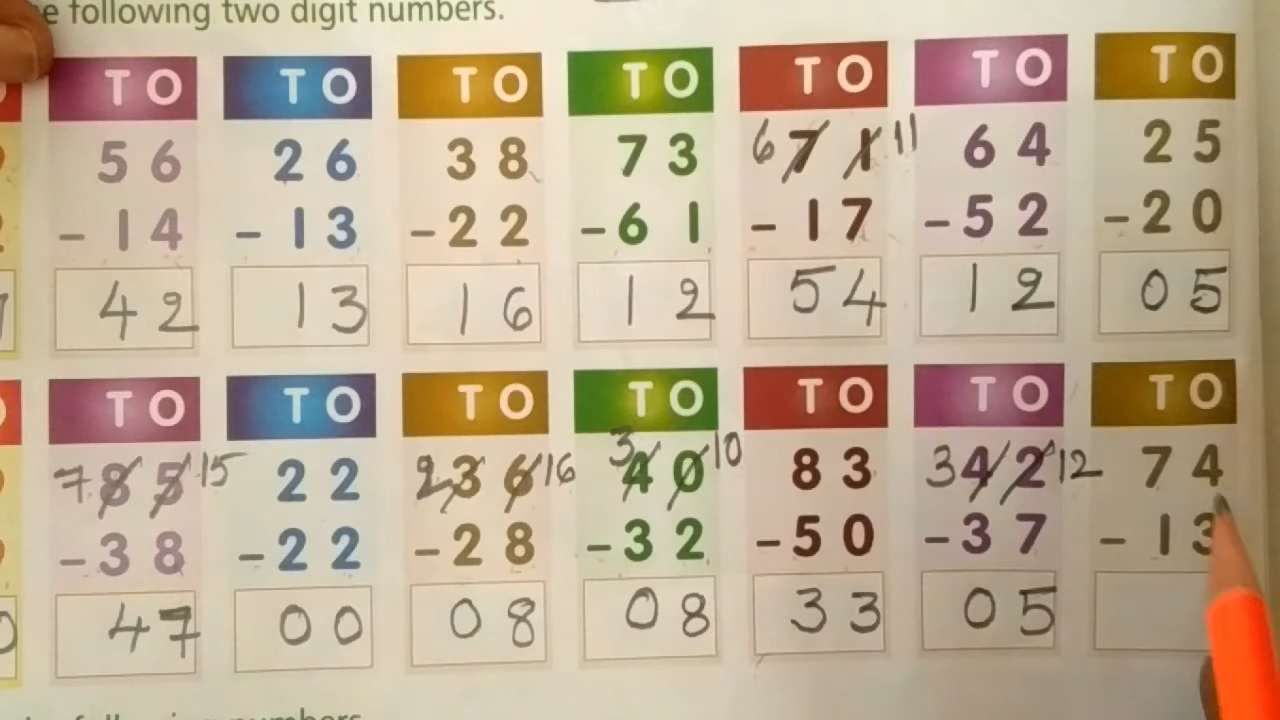 e following two digit numbers.
T O T O T O T O T O T O T O
5 6 2 6 3 8 7 3 6 7 1 11 6 4 2 5
- 1 4 - 1 3 - 2 2 - 6 1 - 1 7 - 5 2 - 2 0
4 2 1 3 1 6 1 2 5 4 1 2 0 5
T O T O T O T O T O T O T O
7 8 5 15 2 2 2 3 6 16 3 4 0 10 8 3 3 4 2 12 7 4
- 3 8 - 2 2 - 2 8 - 3 2 - 5 0 - 3 7 - 1 3
4 7 0 0 0 8 0 8 3 3 0 5